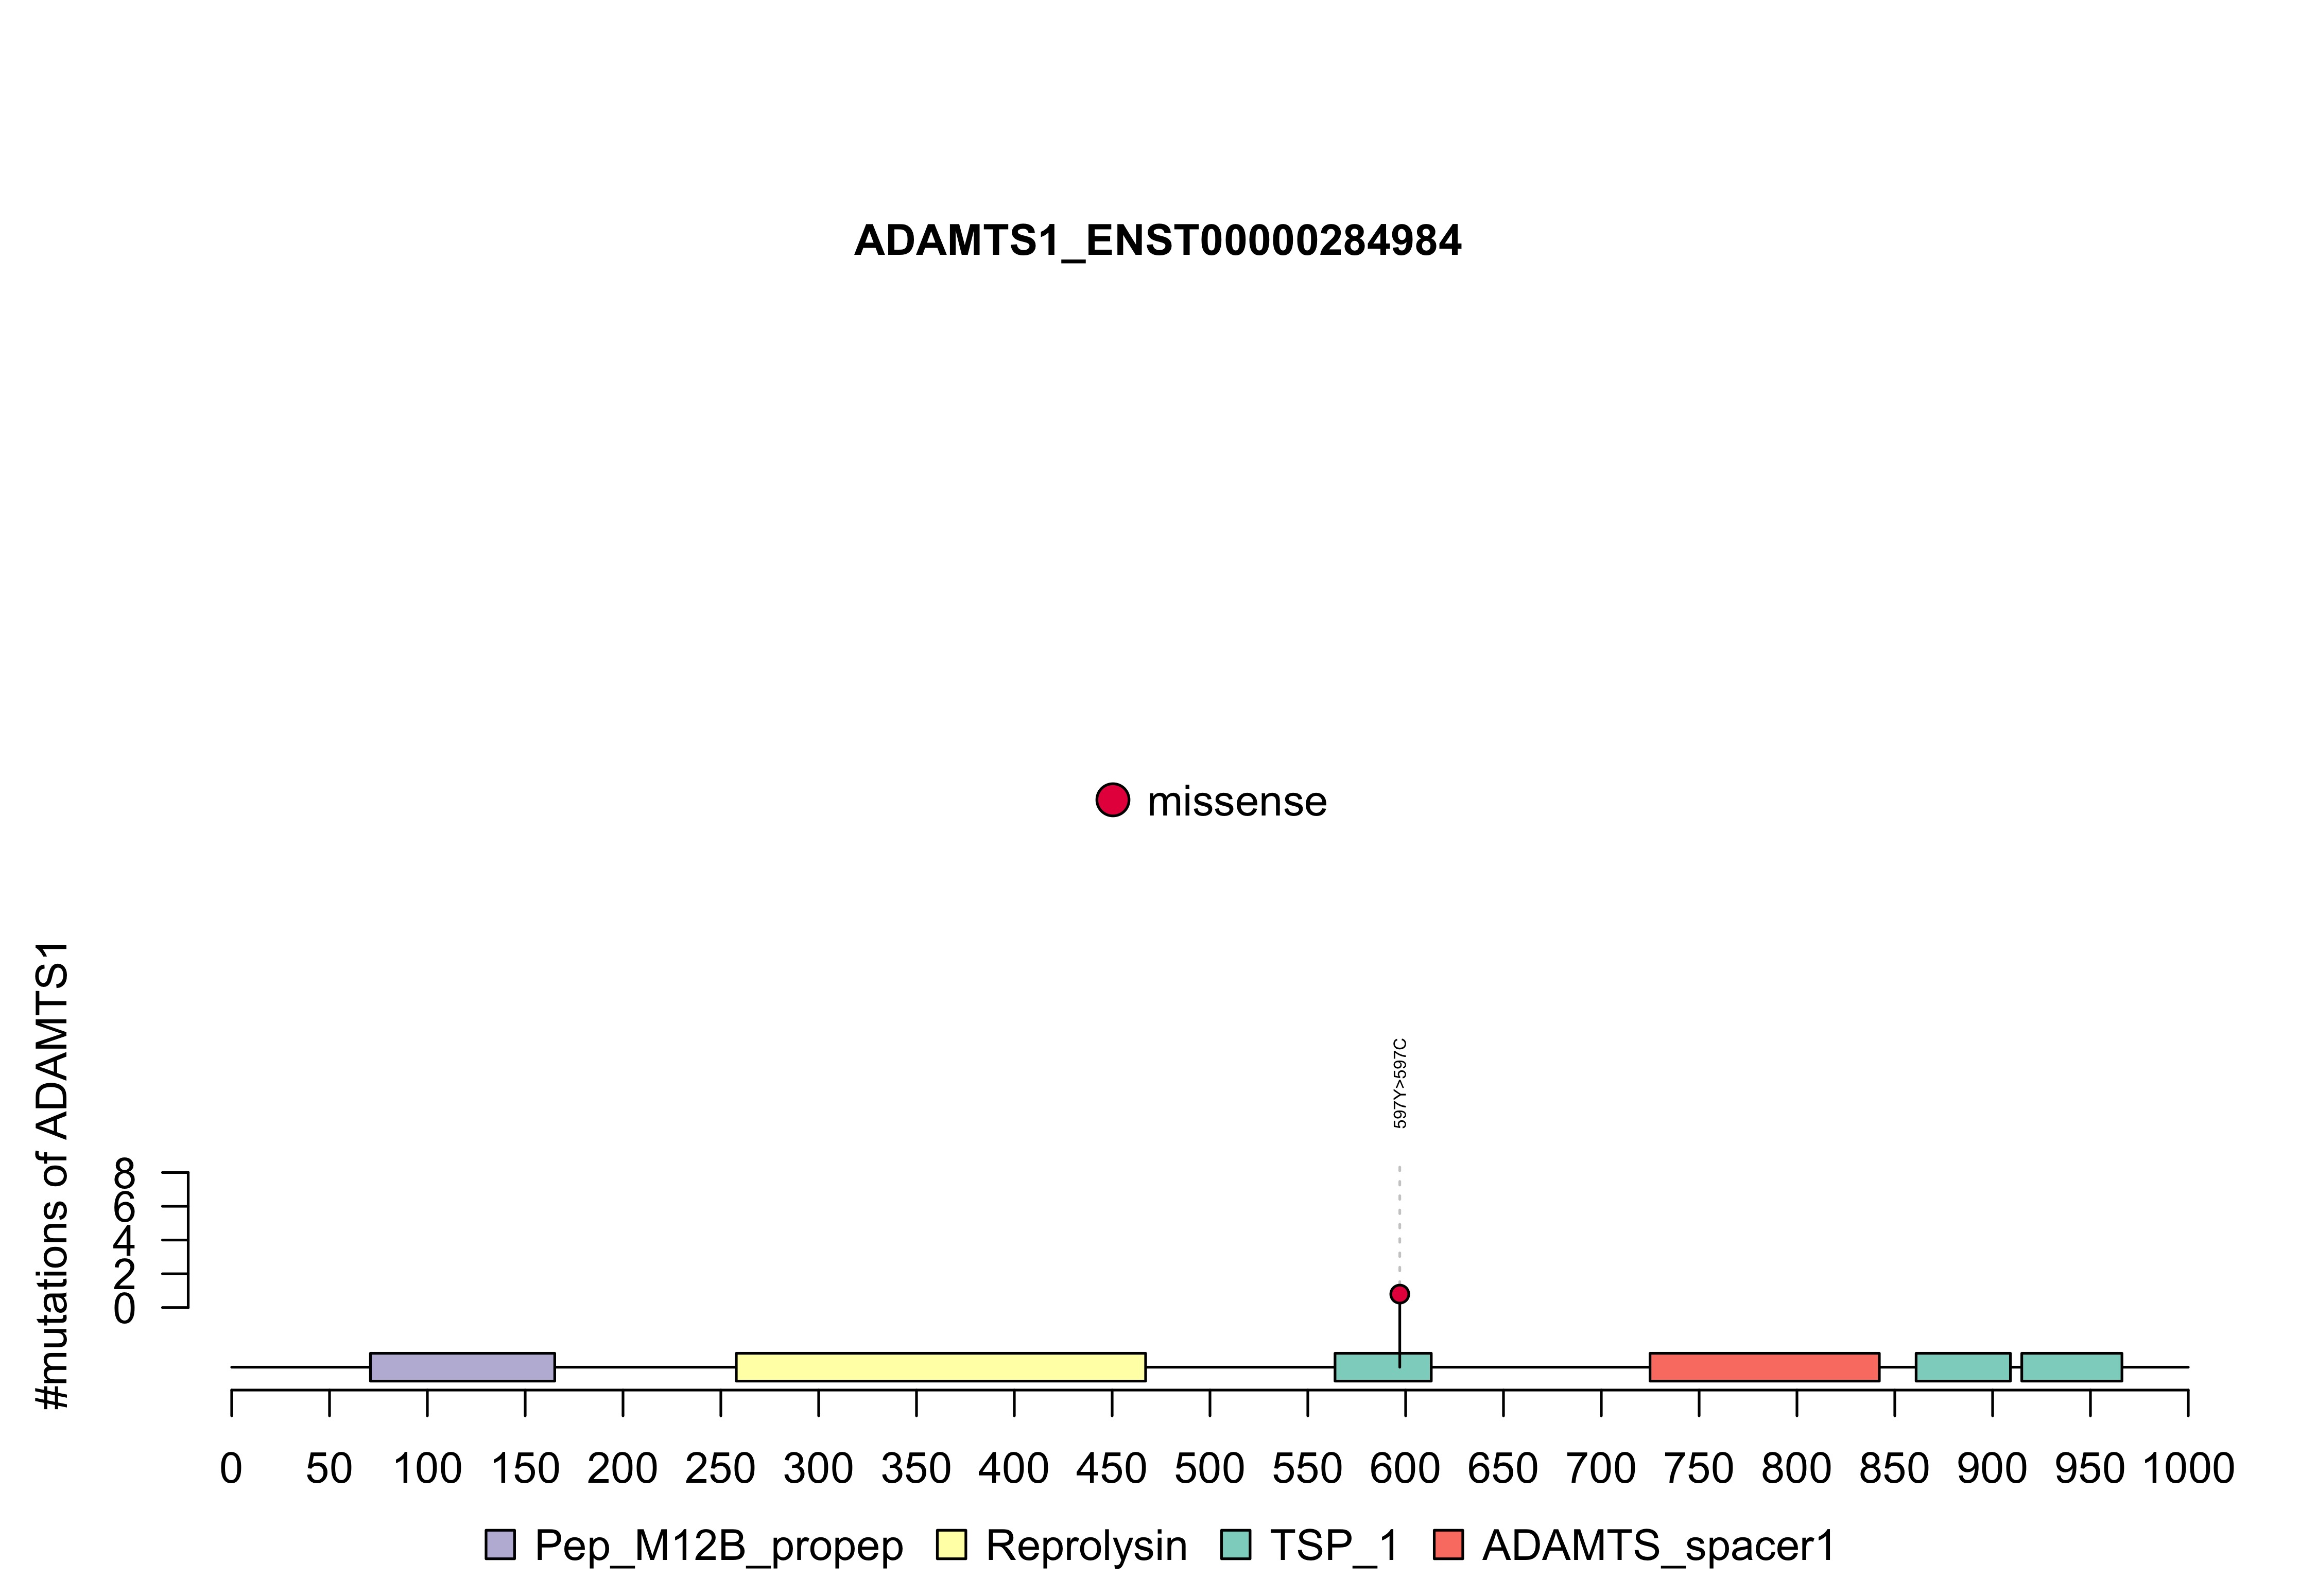 ADAMTS1_ENST00000284984
missense
#mutations of ADAMTS1
597Y>597C
8
6
4
2
0
0 50 100 150 200 250 300 350 400 450 500 550 600 650 700 750 800 850 900 950 1000
Pep_M12B_propep Reprolysin TSP_1 ADAMTS_spacer1